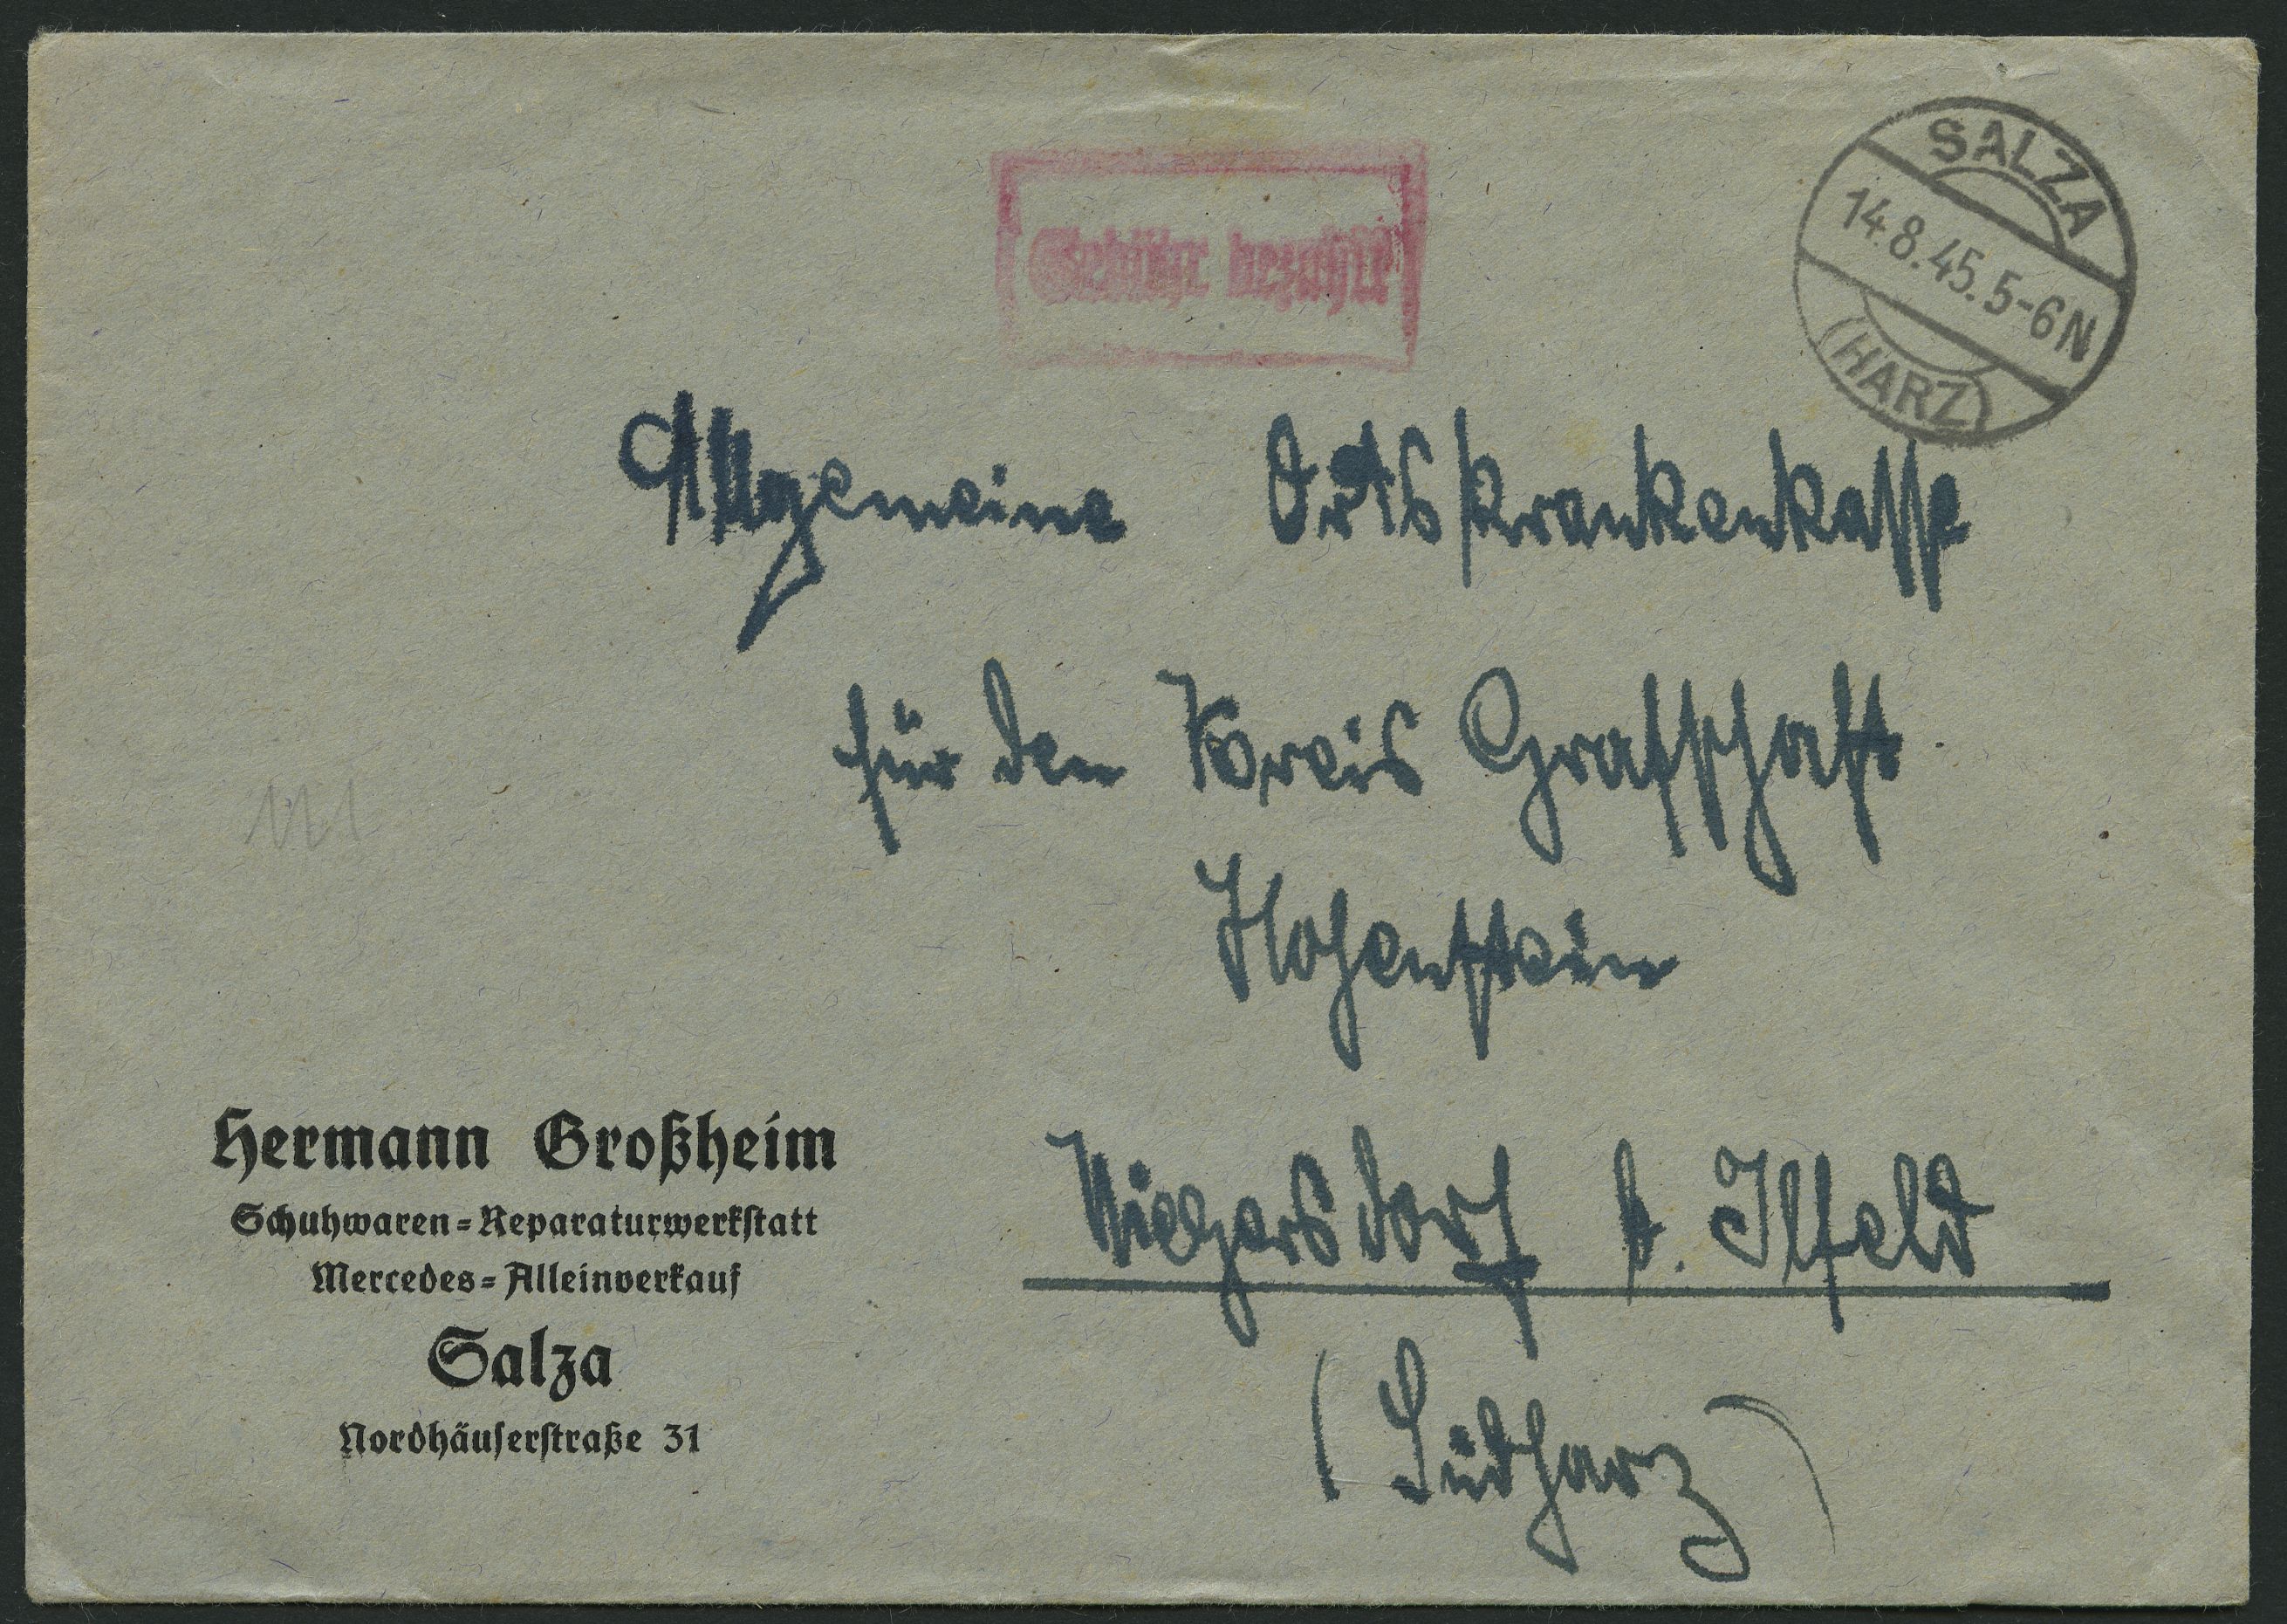 SALZA
14.8.45.5-6N
(HARZ)
Gebühr bezahlt
Allgemeine Ortskrankenkasse
für den Kreis Grafschaft
Hohenstein
Niegersdorf b. Ilfeld
(Südharz)
Hermann Großheim
Schuhwaren=Reparaturwerkstatt
Mercedes=Alleinverkauf
Salza
Nordhäuserstraße 31